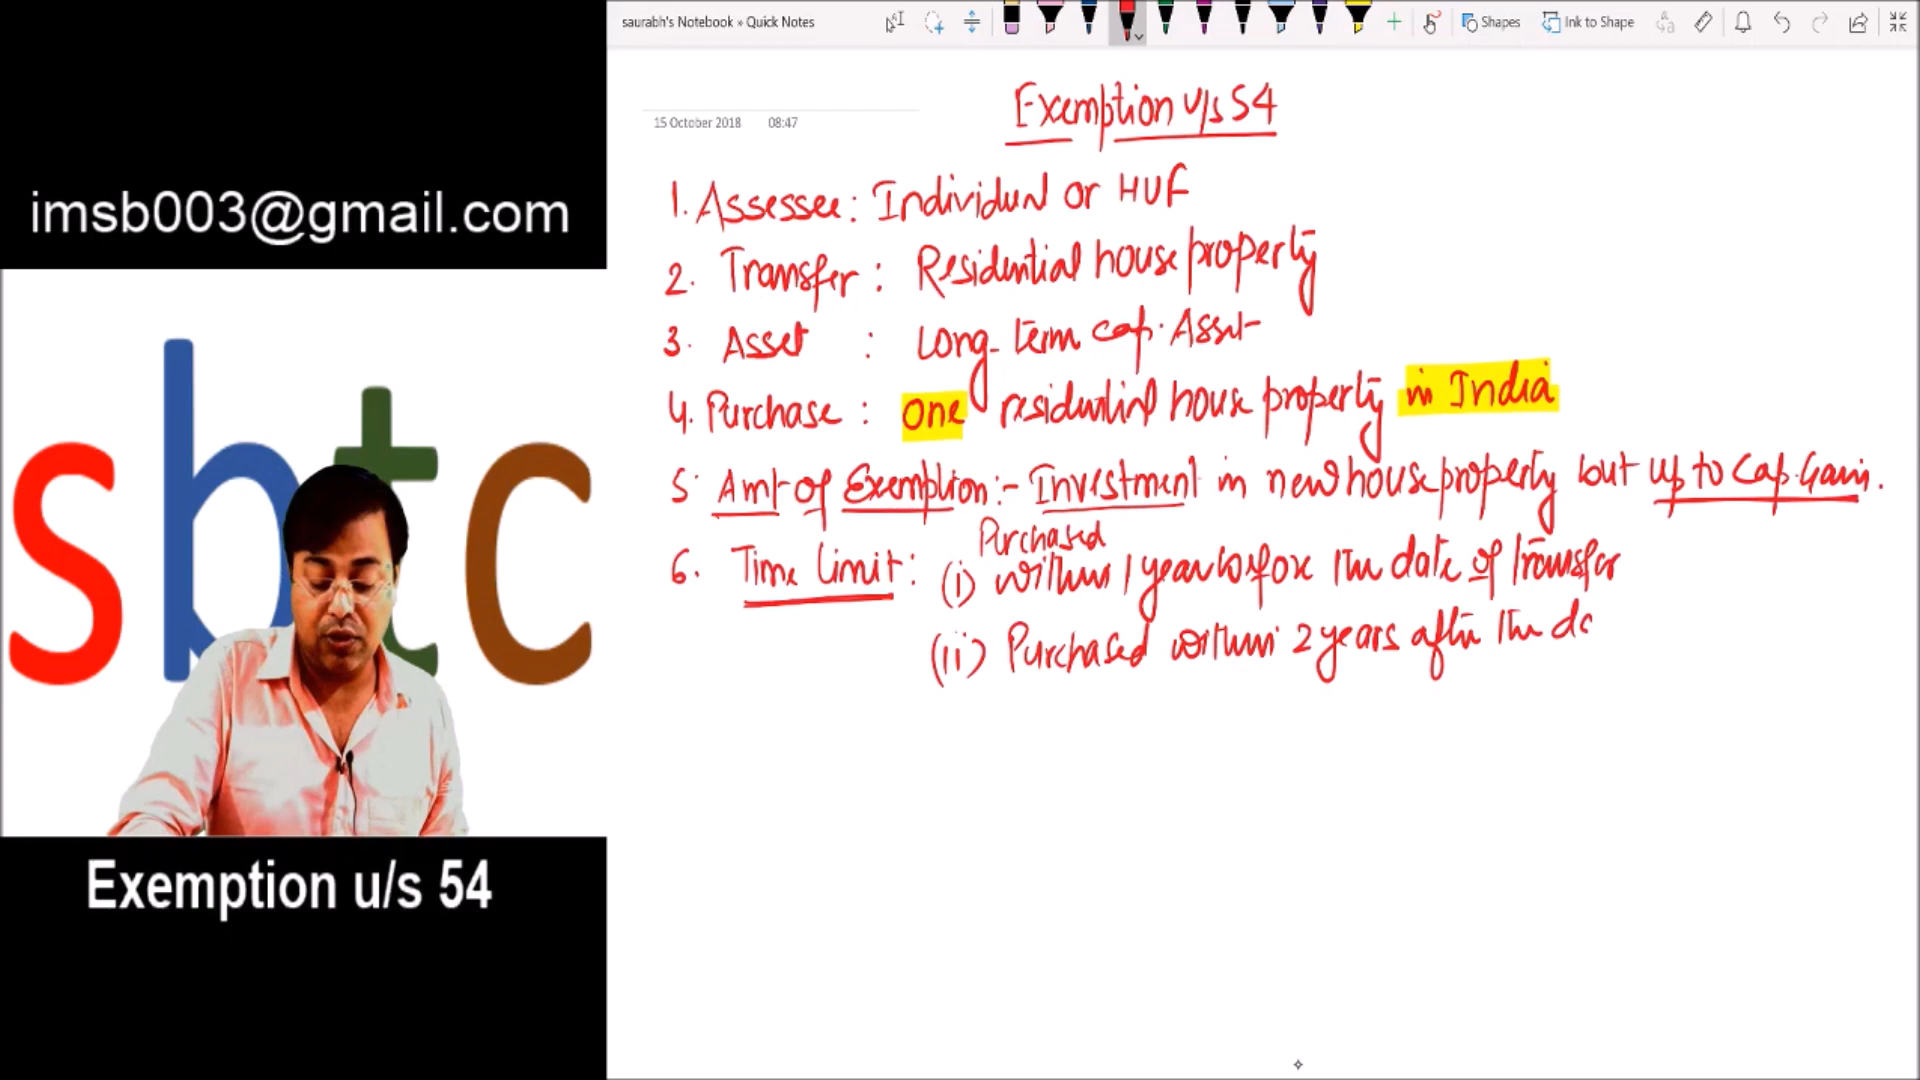 imsb003@gmail.com
sbtc
Exemption u/s 54
saurabh's Notebook » Quick Notes
Shapes
Ink to Shape
15 October 2018 08:47
Exemption u/s 54
1. Assessee: Individual or HUF
2. Transfer: Residential house property
3. Asset : Long-term cap. Asset
4. Purchase: one residential house property in India
5. Amt of Exemption:- Investment in new house property but up to Cap. Gain.
Purchased
6. Time Limit: (i) within 1 year before the date of transfer
(ii) Purchased within 2 years after the da